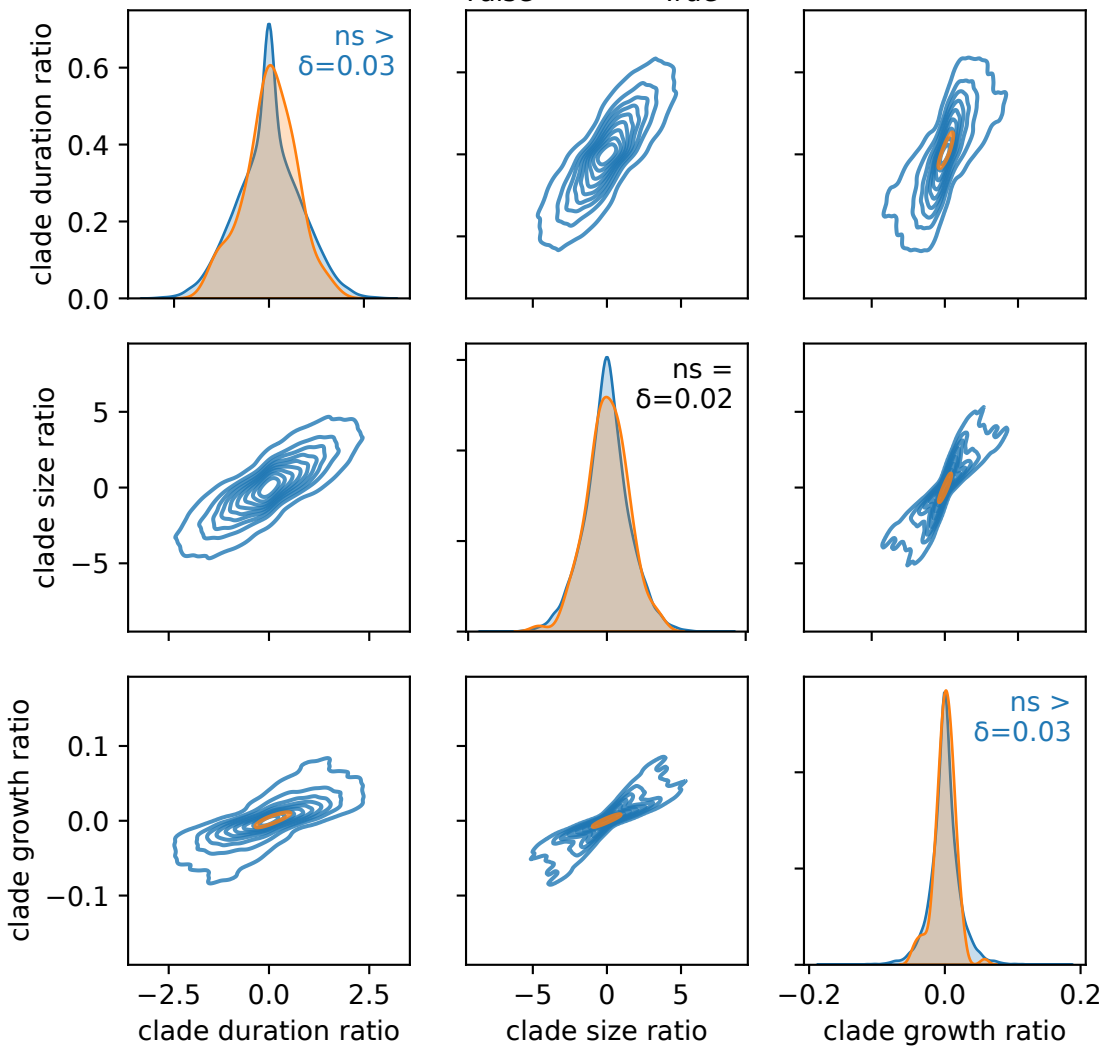 clade duration ratio
0.6
0.4
0.2
0.0
ns >
δ=0.03
clade size ratio
5
0
−5
ns =
δ=0.02
clade growth ratio
0.1
0.0
−0.1
ns >
δ=0.03
−2.5
0.0
2.5
−5
0
5
−0.2
0.0
0.2
clade duration ratio
clade size ratio
clade growth ratio